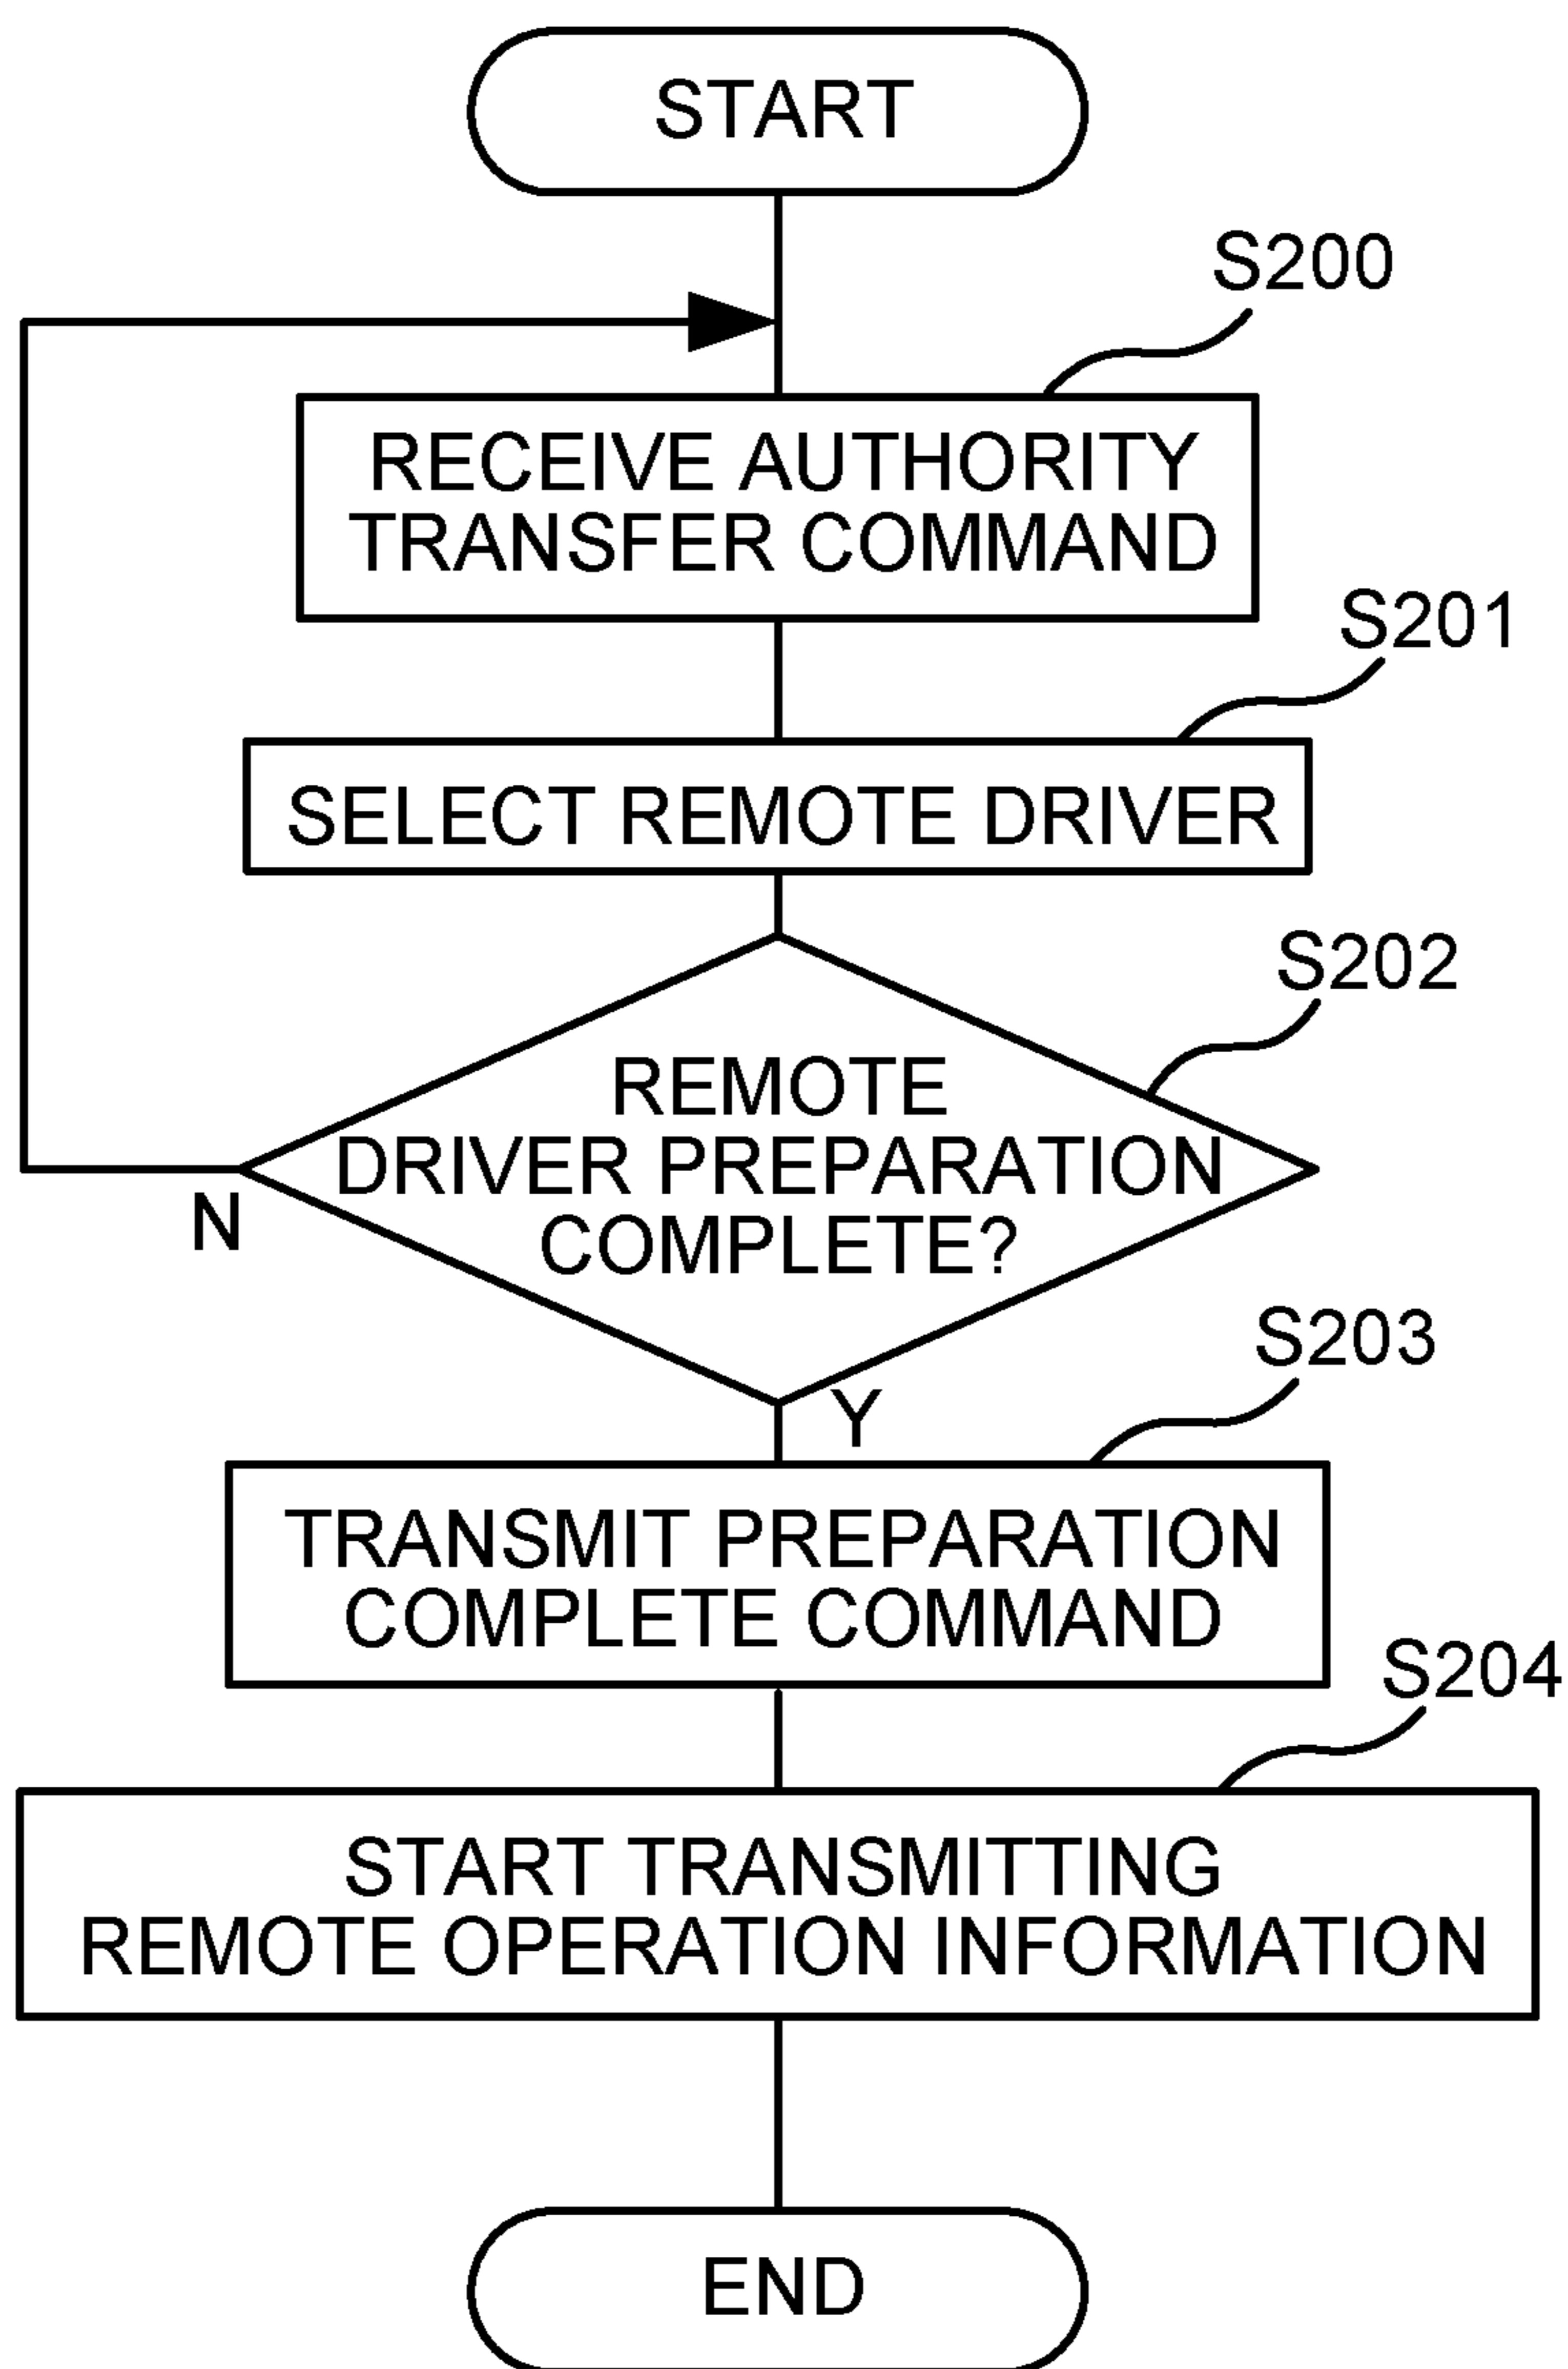 START
S200
RECEIVE AUTHORITY
TRANSFER COMMAND
S201
SELECT REMOTE DRIVER
S202
REMOTE
DRIVER PREPARATION
COMPLETE?
N
Y
S203
TRANSMIT PREPARATION
COMPLETE COMMAND
S204
START TRANSMITTING
REMOTE OPERATION INFORMATION
END